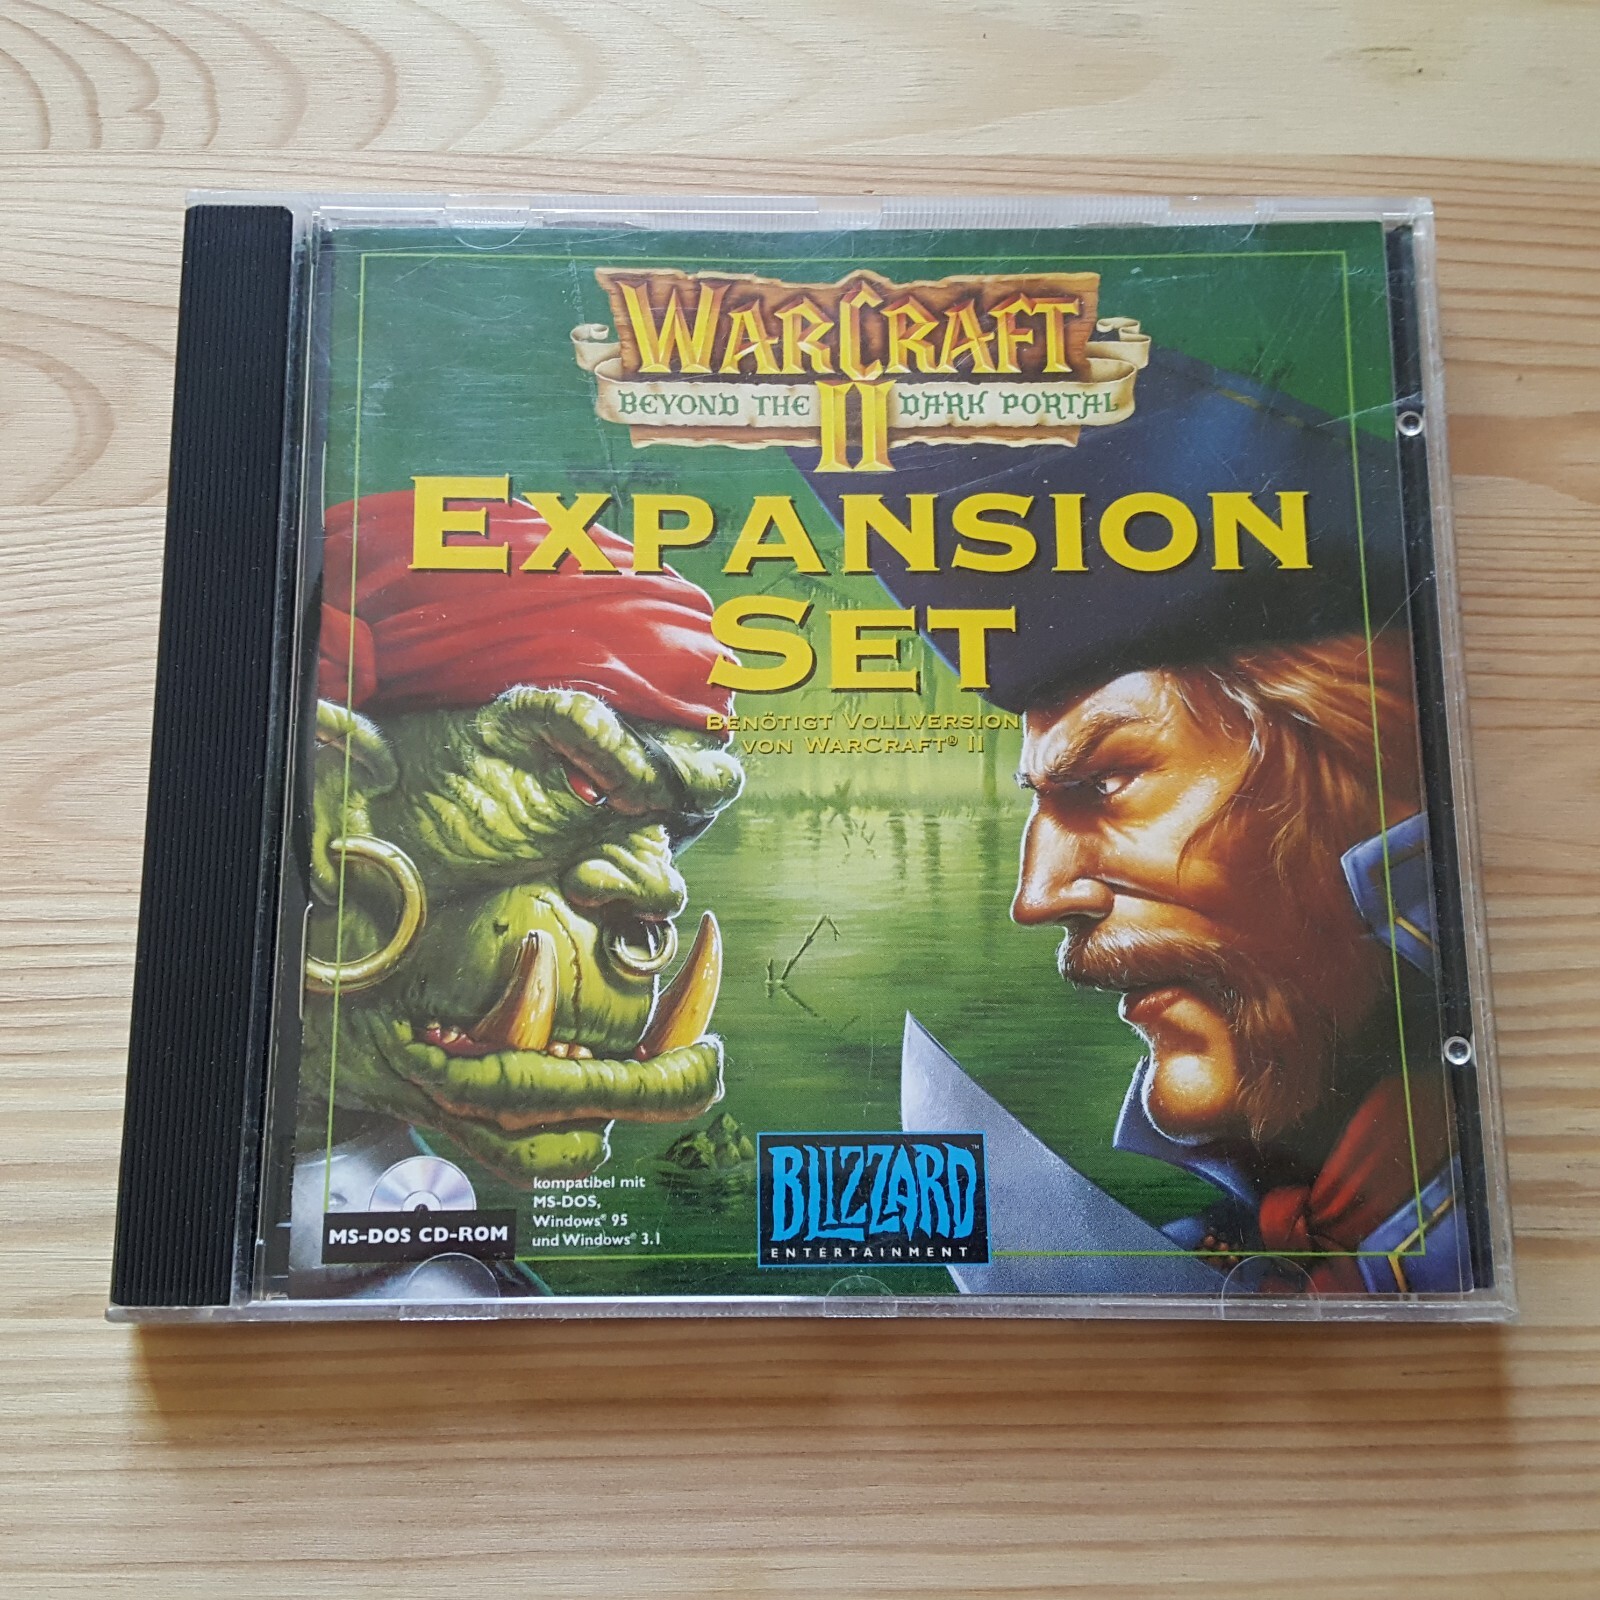 WARCRAFT
II
BEYOND THE DARK PORTAL
EXPANSION
SET
BENÖTIGT VOLLVERSION
VON WARCRAFT® II
MS-DOS CD-ROM
kompatibel mit
MS-DOS,
Windows® 95
und Windows® 3.1
BLIZZARD™
ENTERTAINMENT